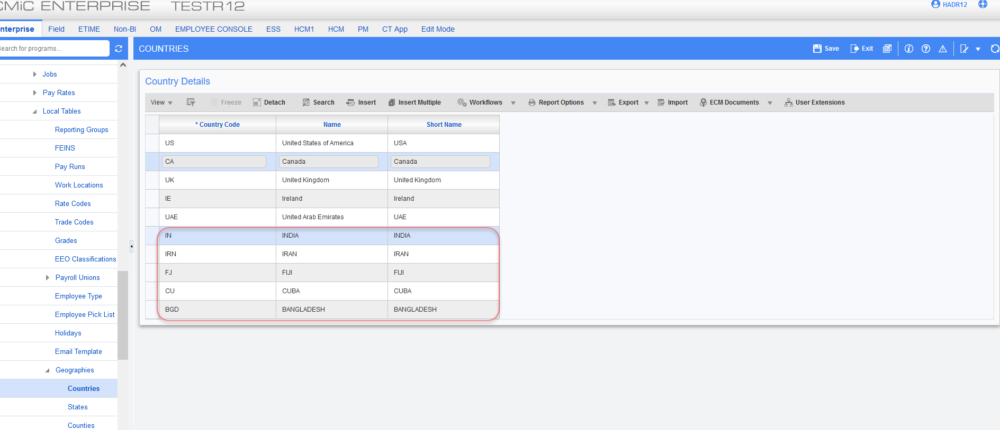 CMiC ENTERPRISE TESTR12
HADR12
nterprise Field ETIME Non-BI OM EMPLOYEE CONSOLE ESS HCM1 HCM PM CT App Edit Mode
Search for programs...
COUNTRIES
Save Exit
Jobs
Pay Rates
Local Tables
Reporting Groups
FEINS
Pay Runs
Work Locations
Rate Codes
Trade Codes
Grades
EEO Classifications
Payroll Unions
Employee Type
Employee Pick List
Holidays
Email Template
Geographies
Countries
States
Counties
Country Details
View Freeze Detach Search Insert Insert Multiple Workflows Report Options Export Import ECM Documents User Extensions
* Country Code Name Short Name
US United States of America USA
CA Canada Canada
UK United Kingdom United Kingdom
IE Ireland Ireland
UAE United Arab Emirates UAE
IN INDIA INDIA
IRN IRAN IRAN
FJ FIJI FIJI
CU CUBA CUBA
BGD BANGLADESH BANGLADESH